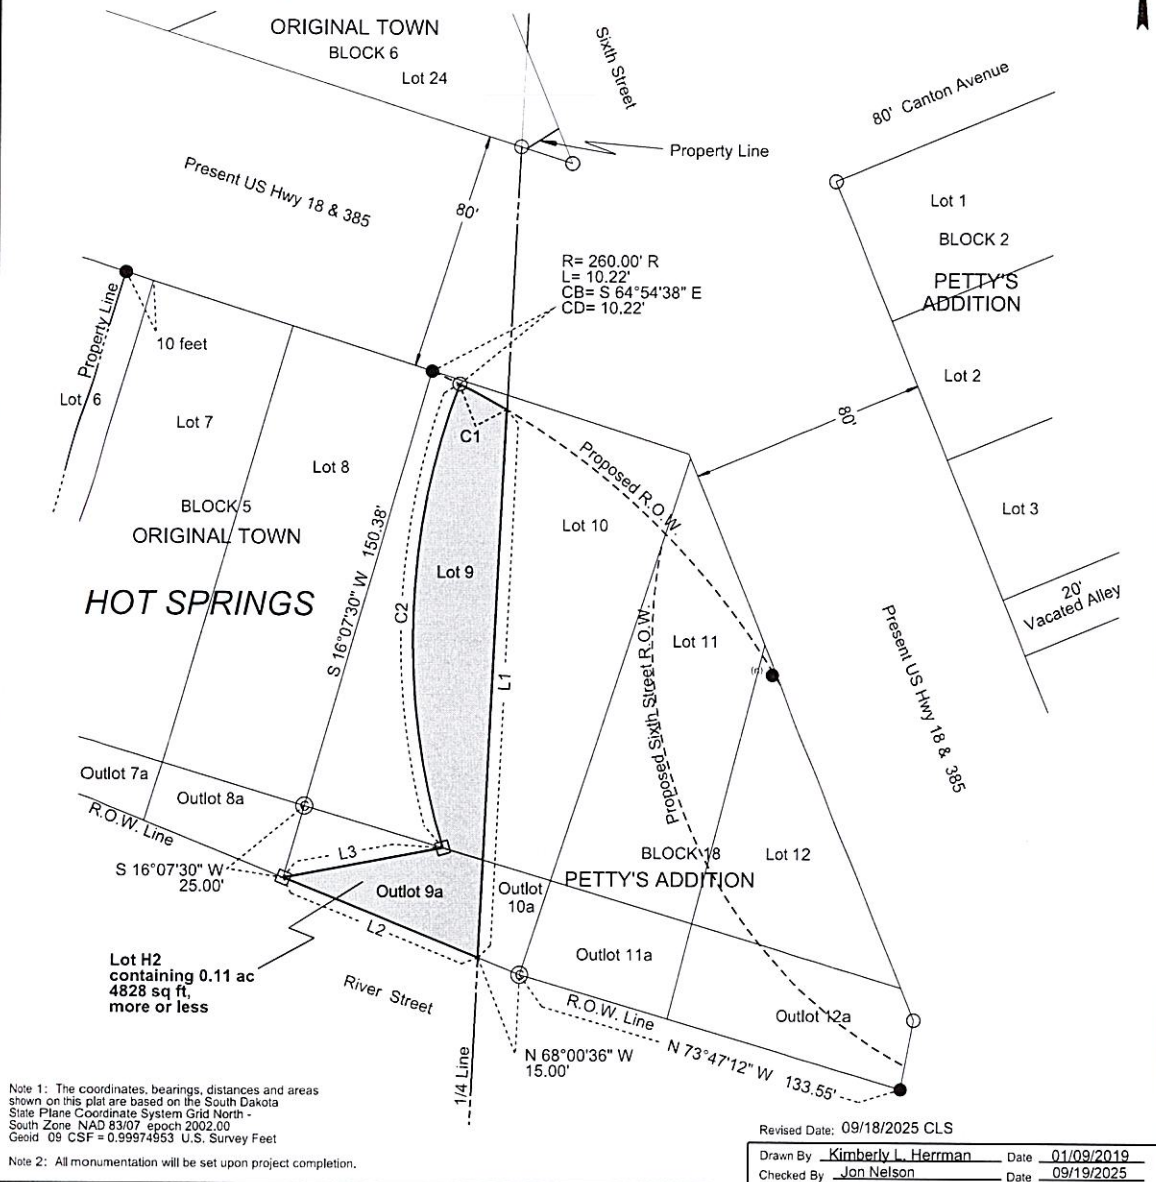 ORIGINAL TOWN
BLOCK 6
Lot 24
Sixth Street
80' Canton Avenue
Property Line
Present US Hwy 18 & 385
80'
Lot 1
BLOCK 2
PETTY'S
ADDITION
R= 260.00' R
L= 10.22'
CB= S 64°54'38" E
CD= 10.22'
Property Line
10 feet
Lot 6
Lot 7
Lot 8
Lot 2
80'
C1
Proposed R.O.W.
Lot 10
Lot 3
BLOCK 5
ORIGINAL TOWN
HOT SPRINGS
S 16°07'30" W 150.38'
C2
Lot 9
L1
Lot 11
(n)
Proposed Sixth Street R.O.W.
20'
Vacated Alley
Present US Hwy 18 & 385
Outlot 7a
Outlot 8a
R.O.W. Line
S 16°07'30" W
25.00'
L3
Outlot 9a
L2
BLOCK 18
PETTY'S ADDITION
Lot 12
Outlot
10a
Outlot 11a
Outlot 12a
Lot H2
containing 0.11 ac
4828 sq ft,
more or less
River Street
R.O.W. Line
1/4 Line
N 68°00'36" W
15.00'
N 73°47'12" W 133.55'
Note 1: The coordinates, bearings, distances and areas
shown on this plat are based on the South Dakota
State Plane Coordinate System Grid North -
South Zone NAD 83/07 epoch 2002.00
Geoid 09 CSF = 0.99974953 U.S. Survey Feet
Note 2: All monumentation will be set upon project completion.
Revised Date: 09/18/2025 CLS
Drawn By Kimberly L. Herrman Date 01/09/2019
Checked By Jon Nelson Date 09/19/2025